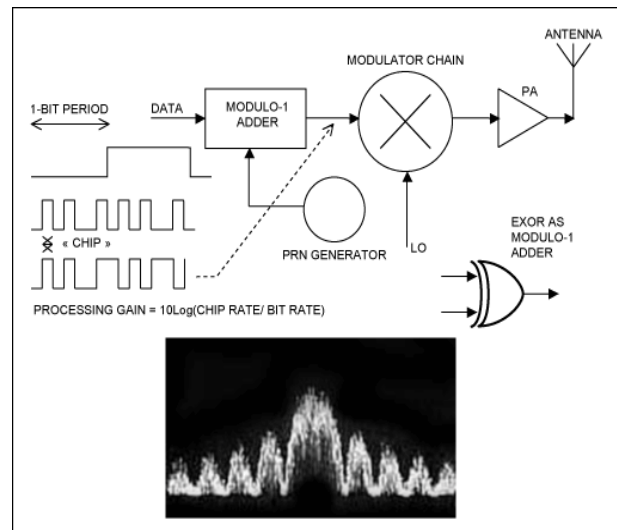 ANTENNA
MODULATOR CHAIN
PA
1-BIT PERIOD
DATA
MODULO-1
ADDER
« CHIP »
PRN GENERATOR
LO
EXOR AS
MODULO-1
ADDER
PROCESSING GAIN = 10Log(CHIP RATE/ BIT RATE)